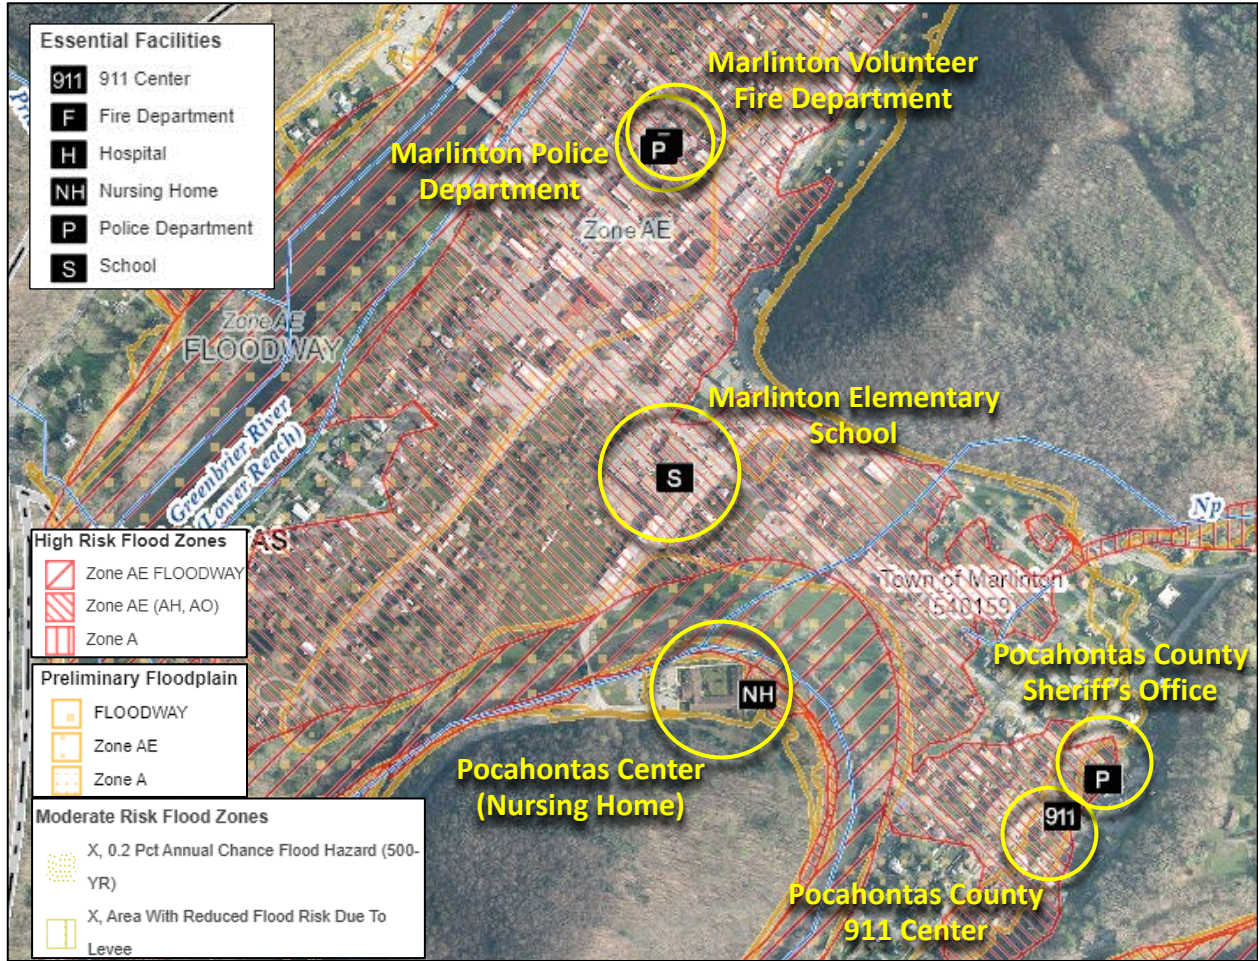 Essential Facilities
911 911 Center
F Fire Department
H Hospital
NH Nursing Home
P Police Department
S School
Marlinton Volunteer
Fire Department
P
Marlinton Police
Department
Zone AE
Zone AE
FLOODWAY
Greenbrier River
(Lower Reach)
Marlinton Elementary
School
S
Np
High Risk Flood Zones
Zone AE FLOODWAY
Zone AE (AH, AO)
Zone A
Town of Marlinton
540159
Preliminary Floodplain
FLOODWAY
Zone AE
Zone A
NH
Pocahontas Center
(Nursing Home)
Pocahontas County
Sheriff's Office
P
911
Pocahontas County
911 Center
Moderate Risk Flood Zones
X, 0.2 Pct Annual Chance Flood Hazard (500-
YR)
X, Area With Reduced Flood Risk Due To
Levee